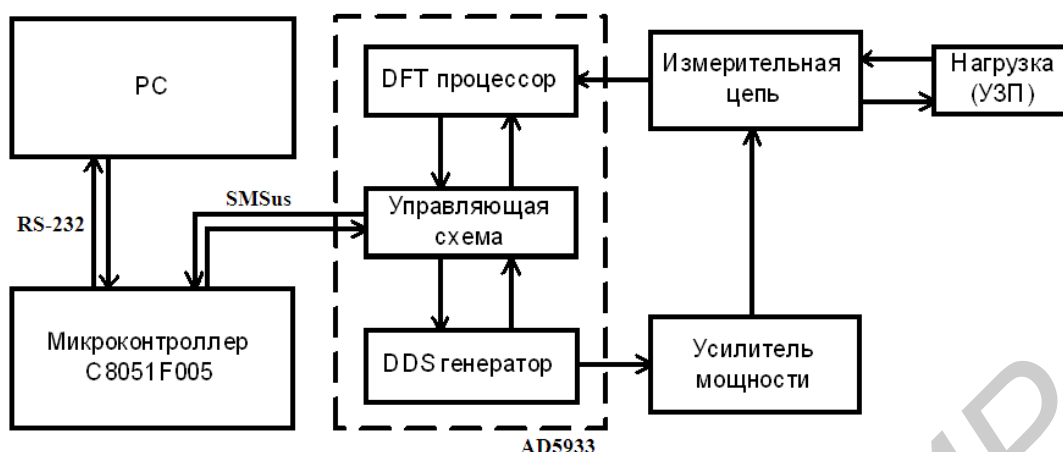 PC
DFT процессор
Измерительная
цепь
Нагрузка
(УЗП)
SMSus
RS-232
Управляющая
схема
Микроконтроллер
C8051F005
DDS генератор
Усилитель
мощности
AD5933